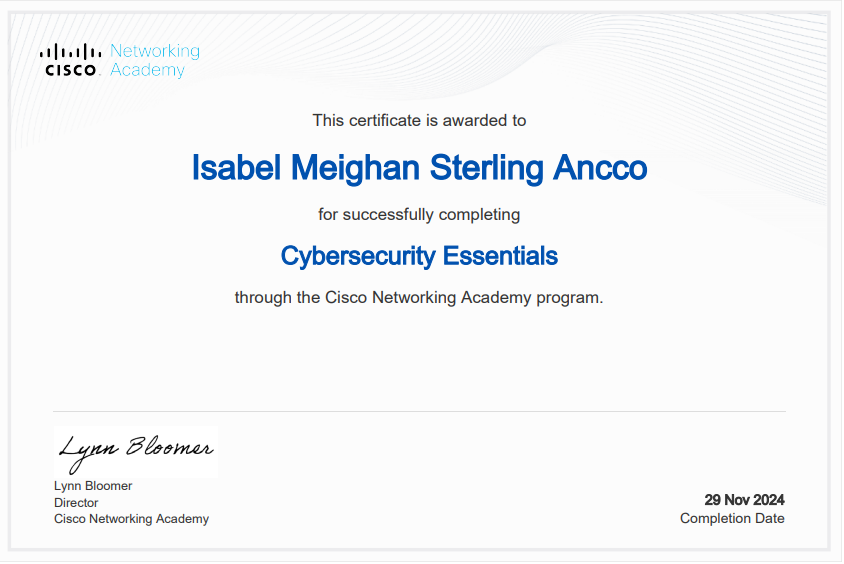 Networking
CISCO Academy
This certificate is awarded to
Isabel Meighan Sterling Ancco
for successfully completing
Cybersecurity Essentials
through the Cisco Networking Academy program.
Lynn Bloomer
Lynn Bloomer
Director
Cisco Networking Academy
29 Nov 2024
Completion Date